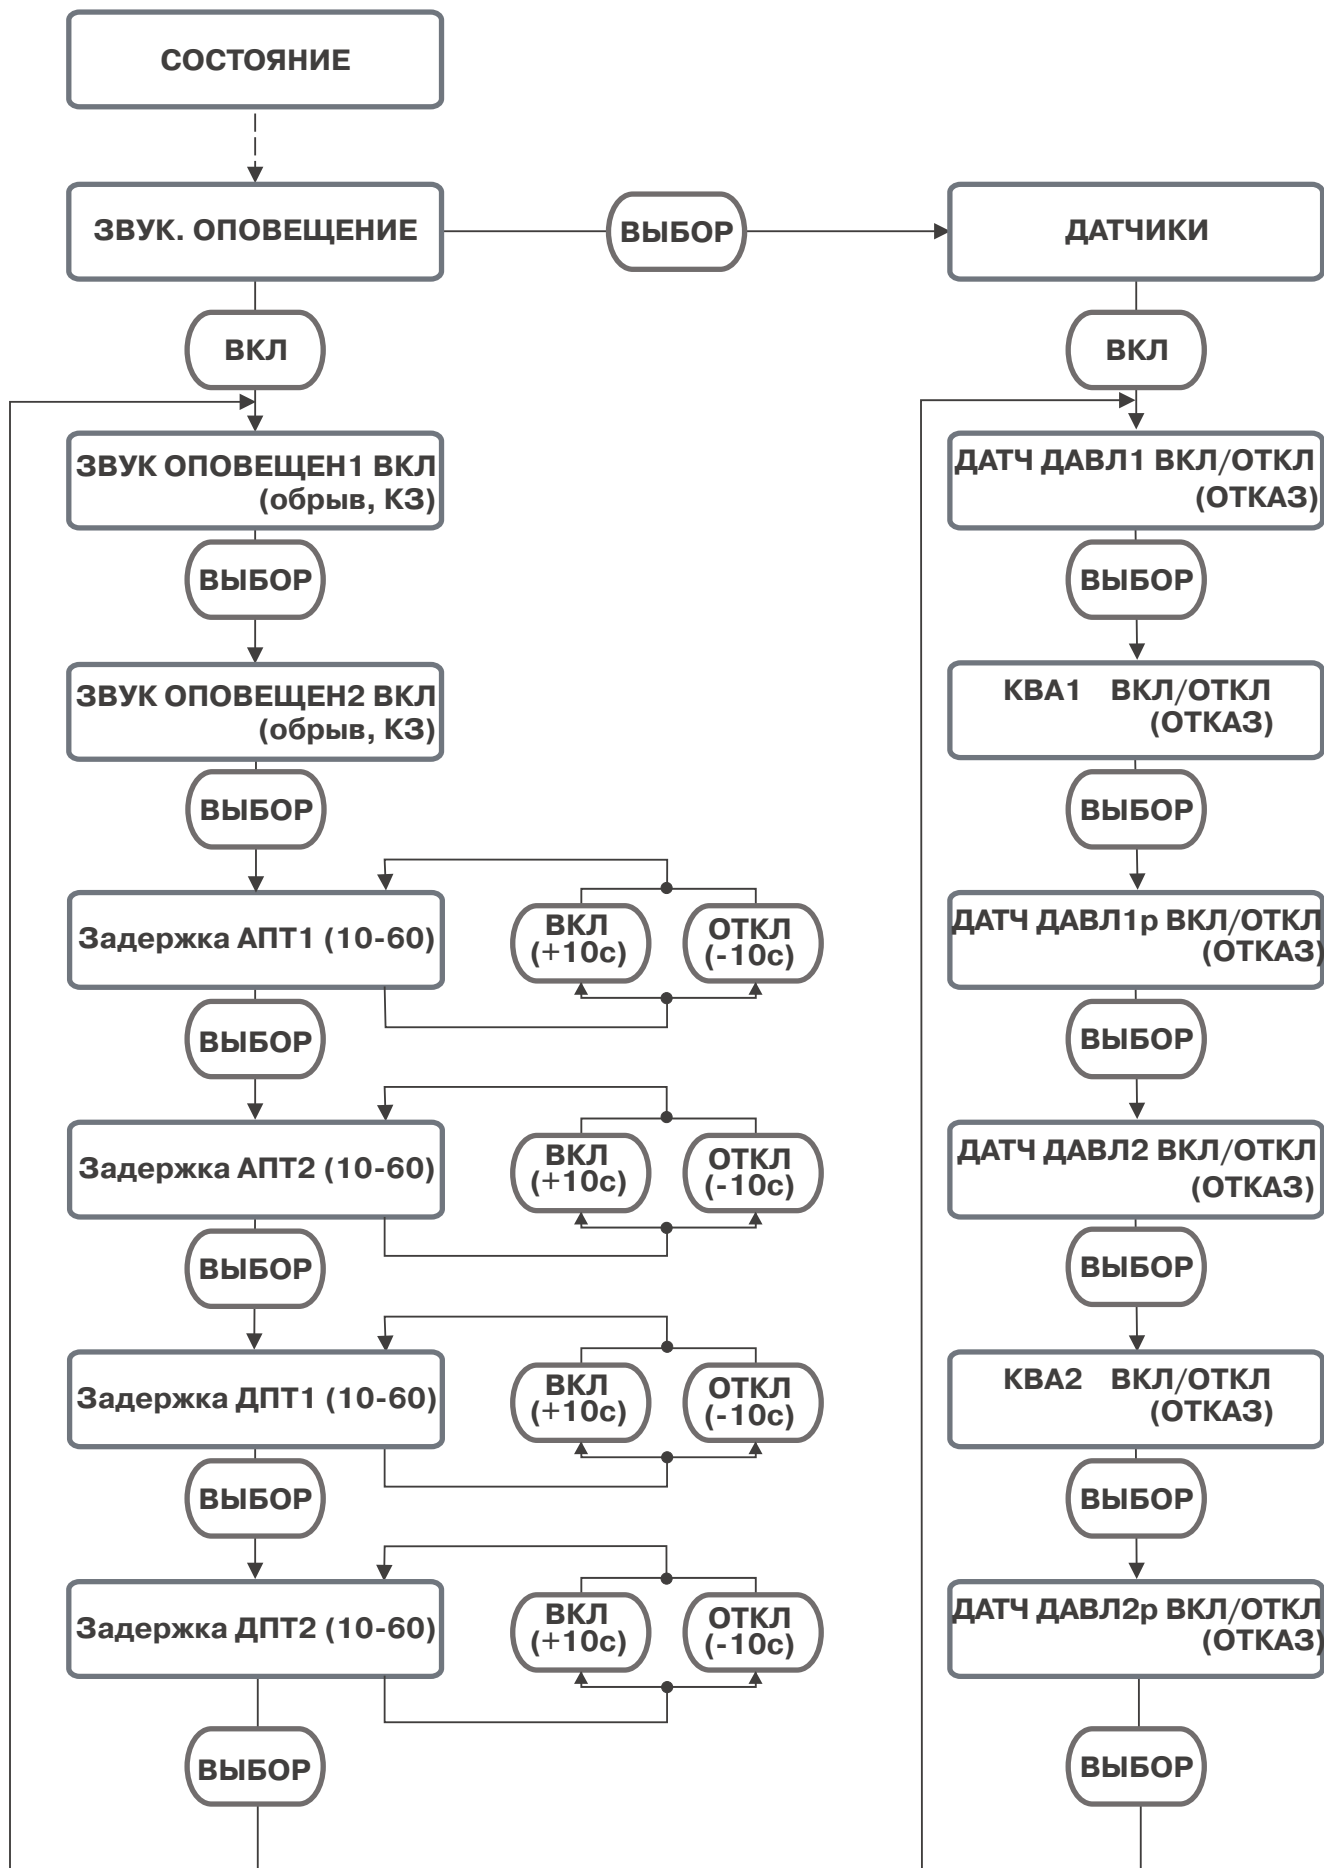 СОСТОЯНИЕ
ЗВУК. ОПОВЕЩЕНИЕ
ВЫБОР
ДАТЧИКИ
ВКЛ
ЗВУК ОПОВЕЩЕН1 ВКЛ
(обрыв, КЗ)
ВЫБОР
ЗВУК ОПОВЕЩЕН2 ВКЛ
(обрыв, КЗ)
ВЫБОР
Задержка АПТ1 (10-60)
ВКЛ
(+10с)
ОТКЛ
(-10с)
ВЫБОР
Задержка АПТ2 (10-60)
ВКЛ
(+10с)
ОТКЛ
(-10с)
ВЫБОР
Задержка ДПТ1 (10-60)
ВКЛ
(+10с)
ОТКЛ
(-10с)
ВЫБОР
Задержка ДПТ2 (10-60)
ВКЛ
(+10с)
ОТКЛ
(-10с)
ВЫБОР
ВКЛ
ДАТЧ ДАВЛ1 ВКЛ/ОТКЛ
(ОТКАЗ)
ВЫБОР
КВА1 ВКЛ/ОТКЛ
(ОТКАЗ)
ВЫБОР
ДАТЧ ДАВЛ1р ВКЛ/ОТКЛ
(ОТКАЗ)
ВЫБОР
ДАТЧ ДАВЛ2 ВКЛ/ОТКЛ
(ОТКАЗ)
ВЫБОР
КВА2 ВКЛ/ОТКЛ
(ОТКАЗ)
ВЫБОР
ДАТЧ ДАВЛ2р ВКЛ/ОТКЛ
(ОТКАЗ)
ВЫБОР